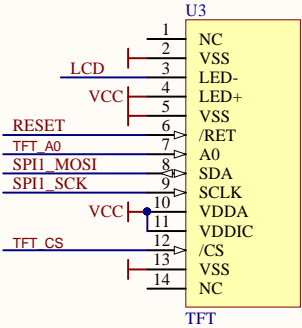 U3
1 NC
2 VSS
LCD 3 LED-
VCC 4 LED+
5 VSS
RESET 6 /RET
TFT_A0 7 A0
SPI1_MOSI 8 SDA
SPI1_SCK 9 SCLK
VCC 10 VDDA
11 VDDIC
TFT_CS 12 /CS
13 VSS
14 NC
TFT